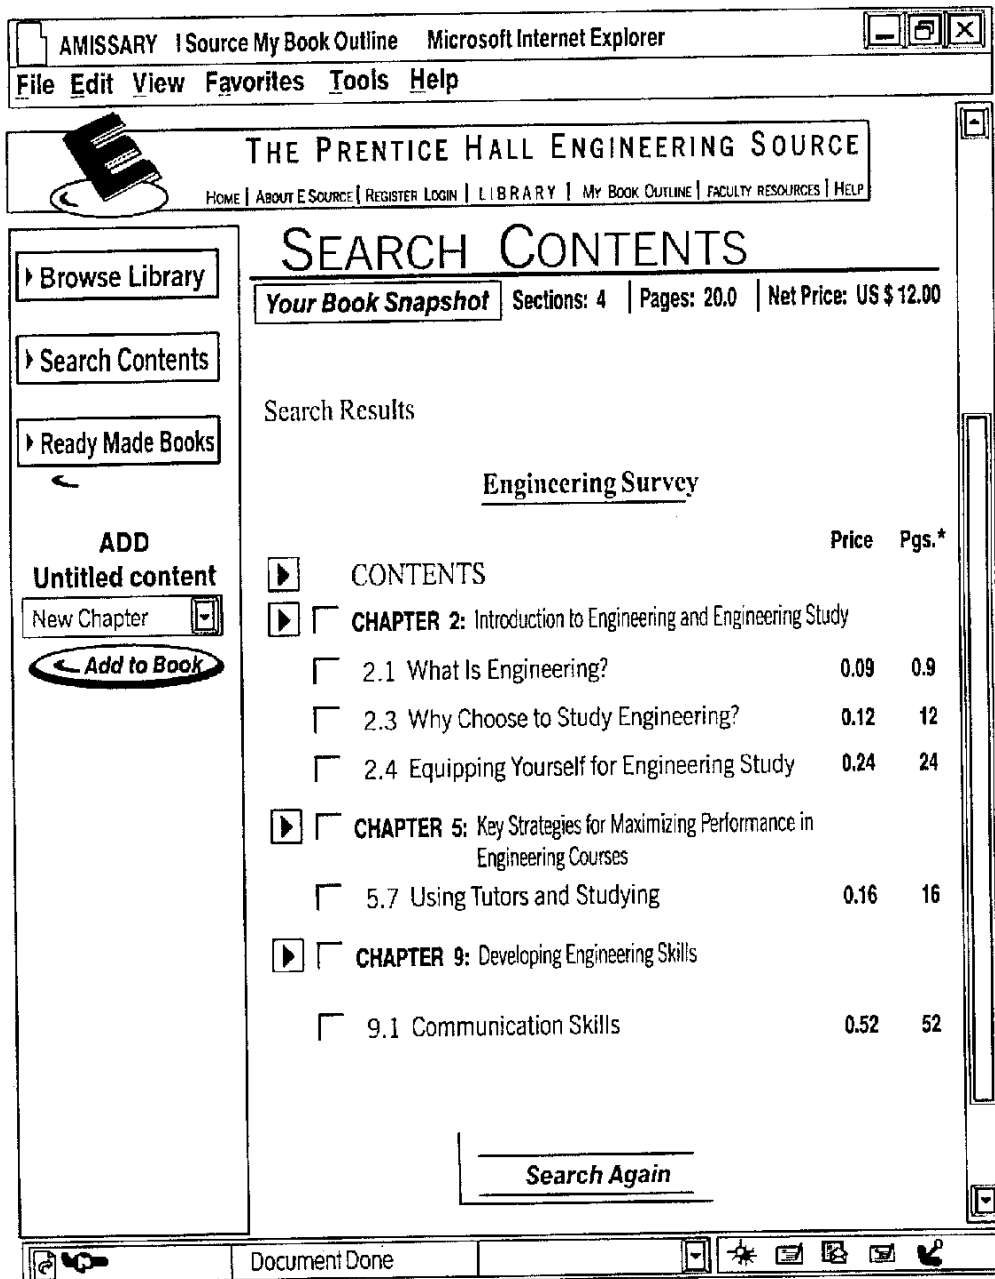 AMISSARY I Source My Book Outline Microsoft Internet Explorer
File Edit View Favorites Tools Help
THE PRENTICE HALL ENGINEERING SOURCE
HOME | ABOUT E SOURCE | REGISTER LOGIN | LIBRARY | MY BOOK OUTLINE | FACULTY RESOURCES | HELP
Browse Library
Search Contents
Ready Made Books
ADD
Untitled content
New Chapter
Add to Book
SEARCH CONTENTS
Your Book Snapshot Sections: 4 | Pages: 20.0 | Net Price: US $ 12.00
Search Results
Engineering Survey
Price Pgs.*
CONTENTS
CHAPTER 2: Introduction to Engineering and Engineering Study
2.1 What Is Engineering? 0.09 0.9
2.3 Why Choose to Study Engineering? 0.12 12
2.4 Equipping Yourself for Engineering Study 0.24 24
CHAPTER 5: Key Strategies for Maximizing Performance in
Engineering Courses
5.7 Using Tutors and Studying 0.16 16
CHAPTER 9: Developing Engineering Skills
9.1 Communication Skills 0.52 52
Search Again
Document Done